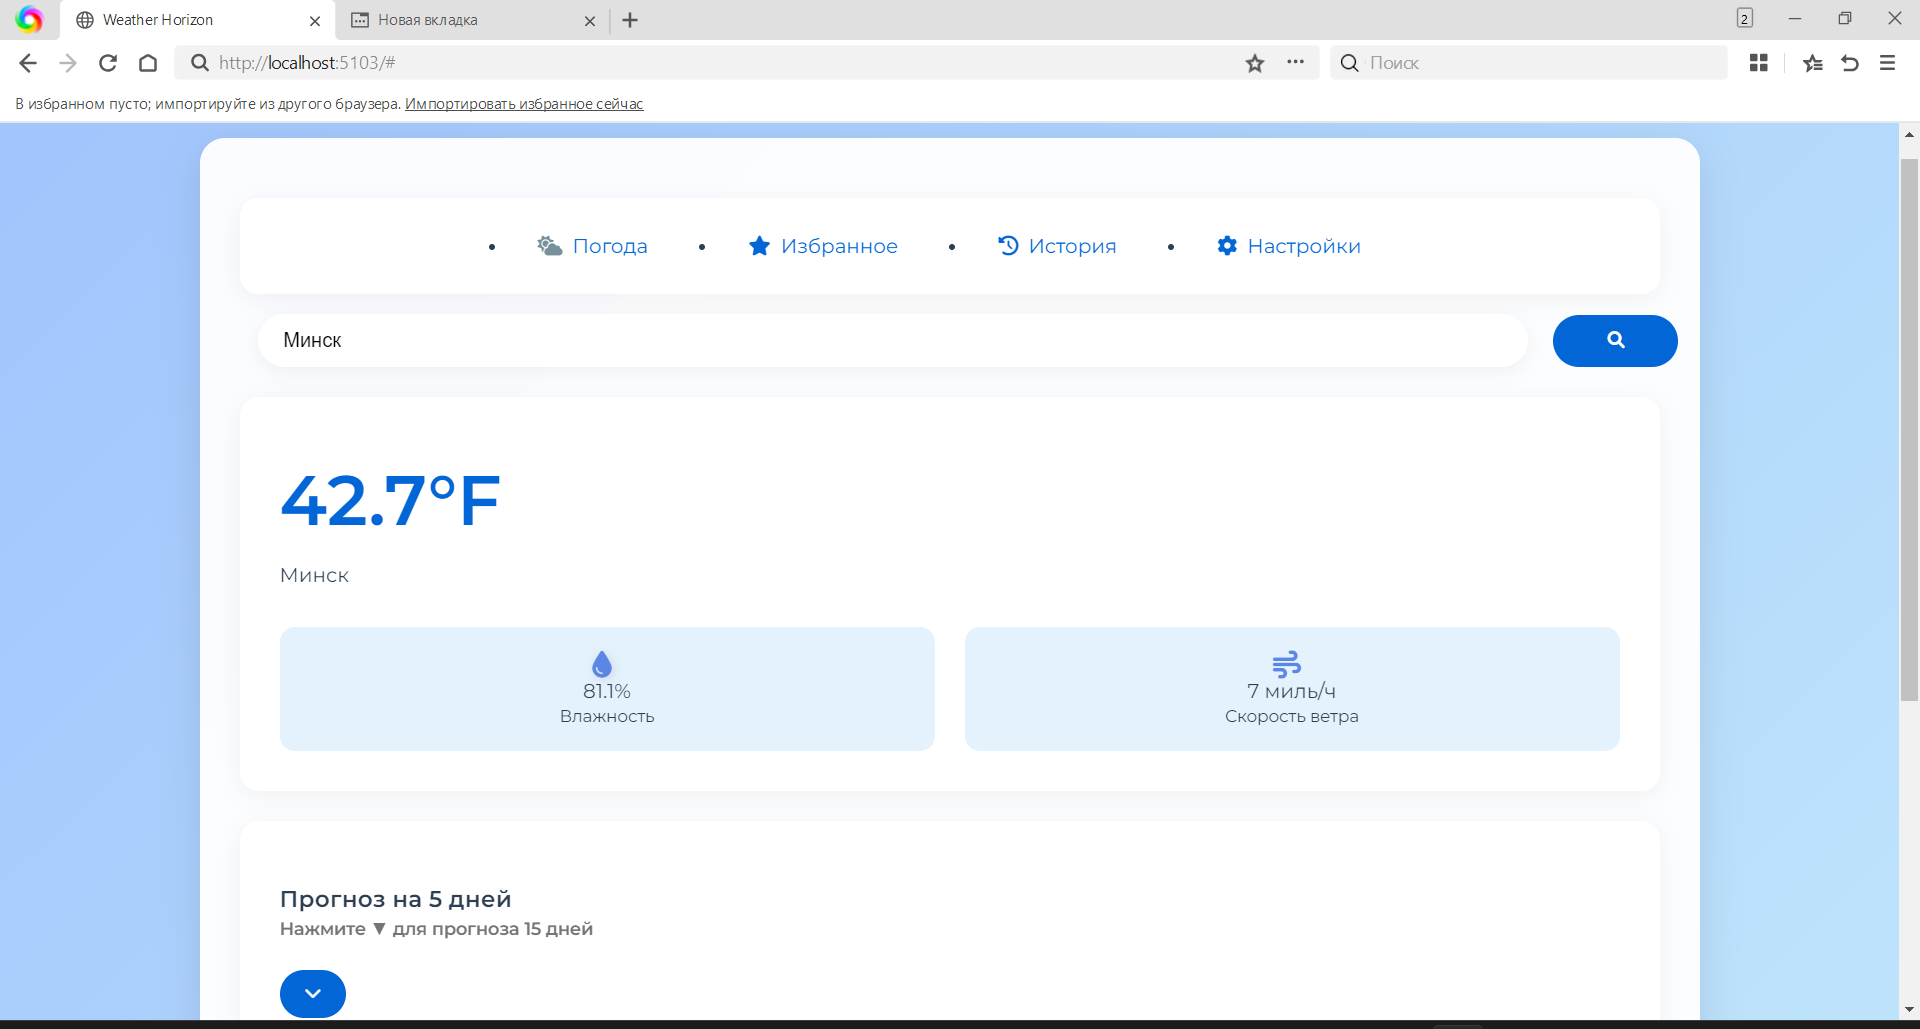 Weather Horizon
Новая вкладка
2
http://localhost:5103/#
Поиск
В избранном пусто; импортируйте из другого браузера. Импортировать избранное сейчас
• Погода • Избранное • История • Настройки
Минск
42.7°F
Минск
81.1%
Влажность
7 миль/ч
Скорость ветра
Прогноз на 5 дней
Нажмите ▼ для прогноза 15 дней